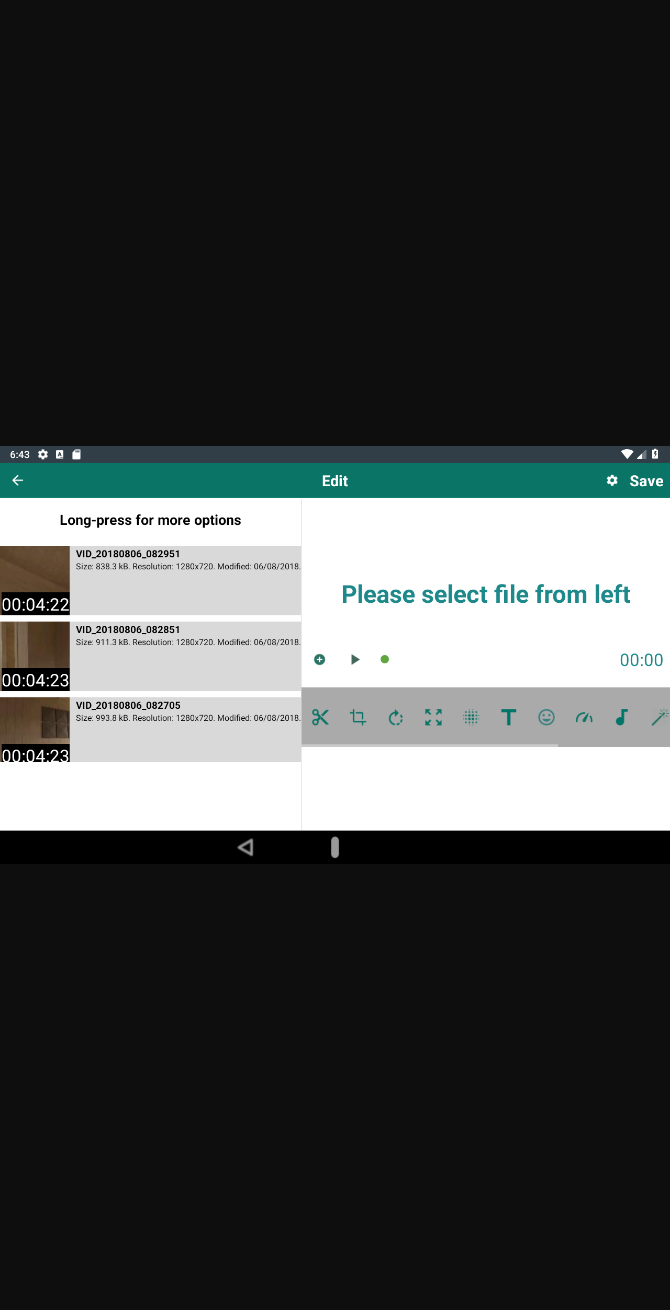 6:43
Edit
Save
Long-press for more options
VID_20180806_082951
Size: 838.3 kB. Resolution: 1280x720. Modified: 06/08/2018.
00:04:22
VID_20180806_082851
Size: 911.3 kB. Resolution: 1280x720. Modified: 06/08/2018.
00:04:23
VID_20180806_082705
Size: 993.8 kB. Resolution: 1280x720. Modified: 06/08/2018.
00:04:23
Please select file from left
00:00